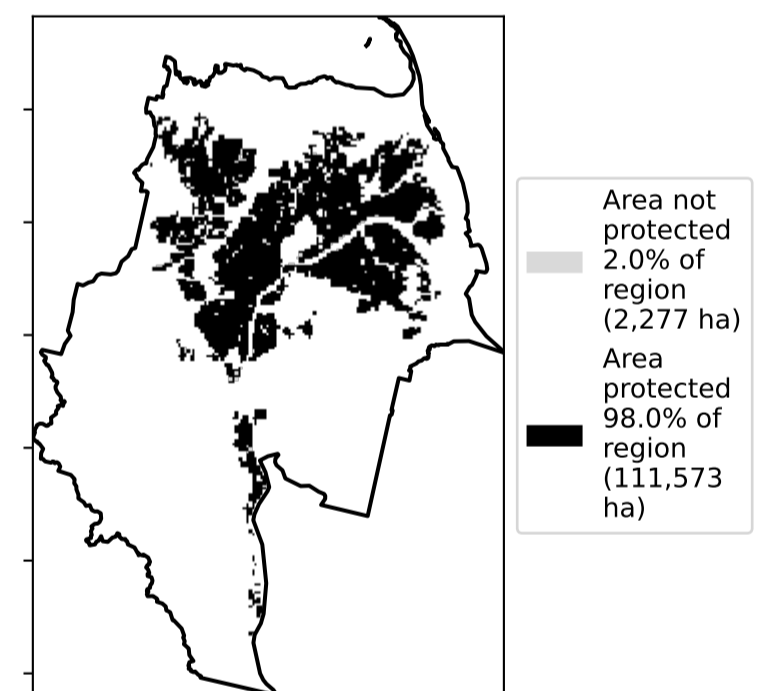 Area not
protected
2.0% of
region
(2,277 ha)
Area
protected
98.0% of
region
(111,573
ha)